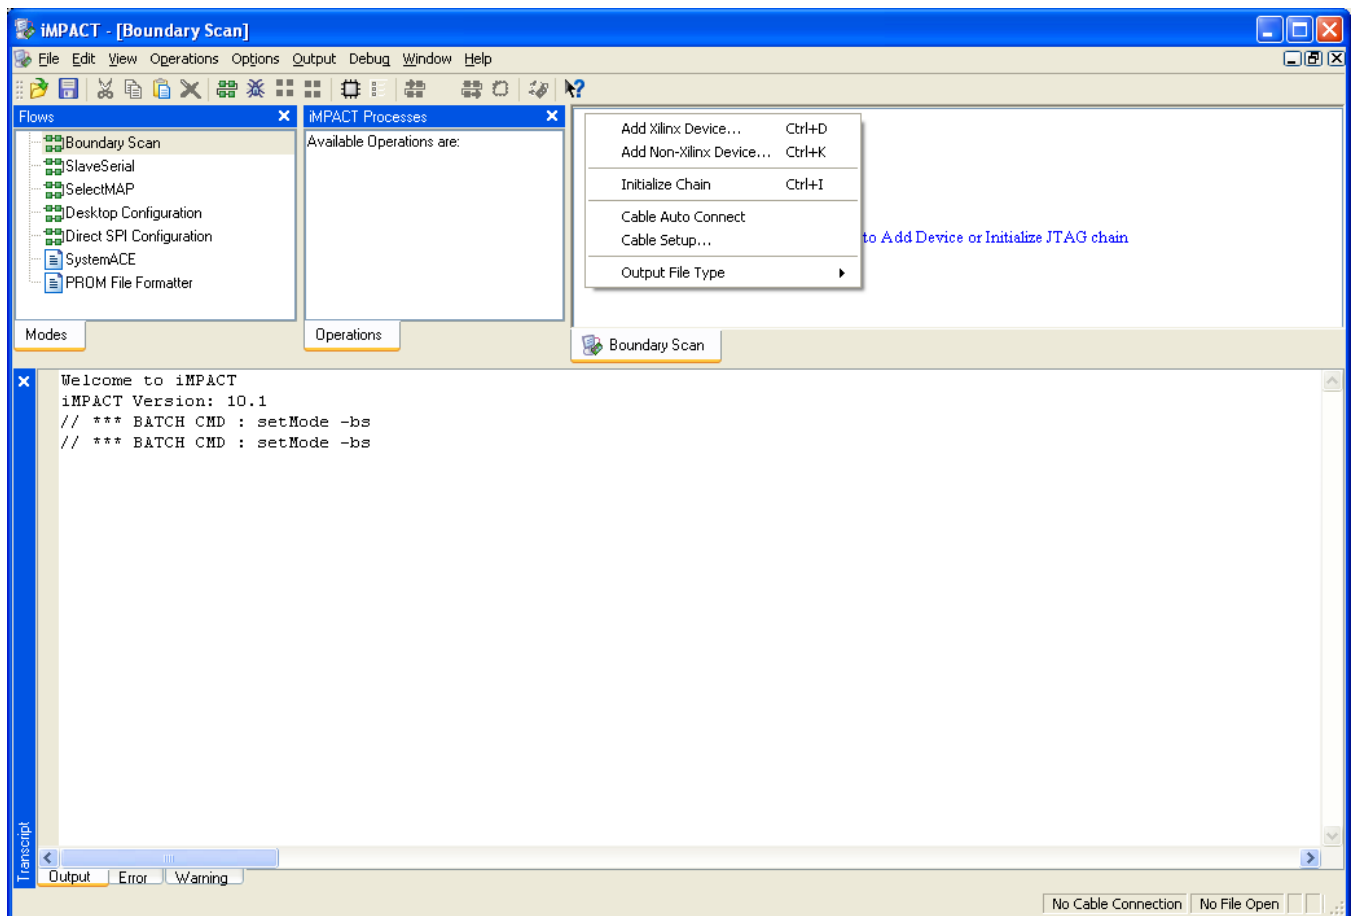 iMPACT - [Boundary Scan]
File Edit View Operations Options Output Debug Window Help
Flows
Boundary Scan
SlaveSerial
SelectMAP
Desktop Configuration
Direct SPI Configuration
SystemACE
PROM File Formatter
Modes
iMPACT Processes
Available Operations are:
Operations
Add Xilinx Device... Ctrl+D
Add Non-Xilinx Device... Ctrl+K
Initialize Chain Ctrl+I
Cable Auto Connect
Cable Setup...
Output File Type
to Add Device or Initialize JTAG chain
Boundary Scan
Welcome to iMPACT
iMPACT Version: 10.1
// *** BATCH CMD : setMode -bs
// *** BATCH CMD : setMode -bs
Transcript
Output Error Warning
No Cable Connection No File Open